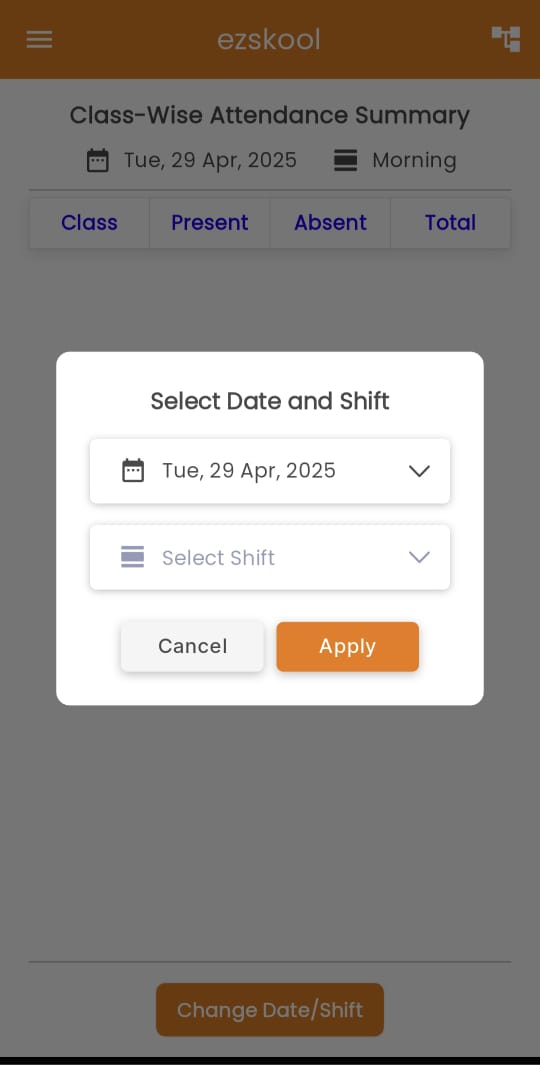 ezskool
Class-Wise Attendance Summary
Tue, 29 Apr, 2025 Morning
Class Present Absent Total
Select Date and Shift
Tue, 29 Apr, 2025
Select Shift
Cancel Apply
Change Date/Shift